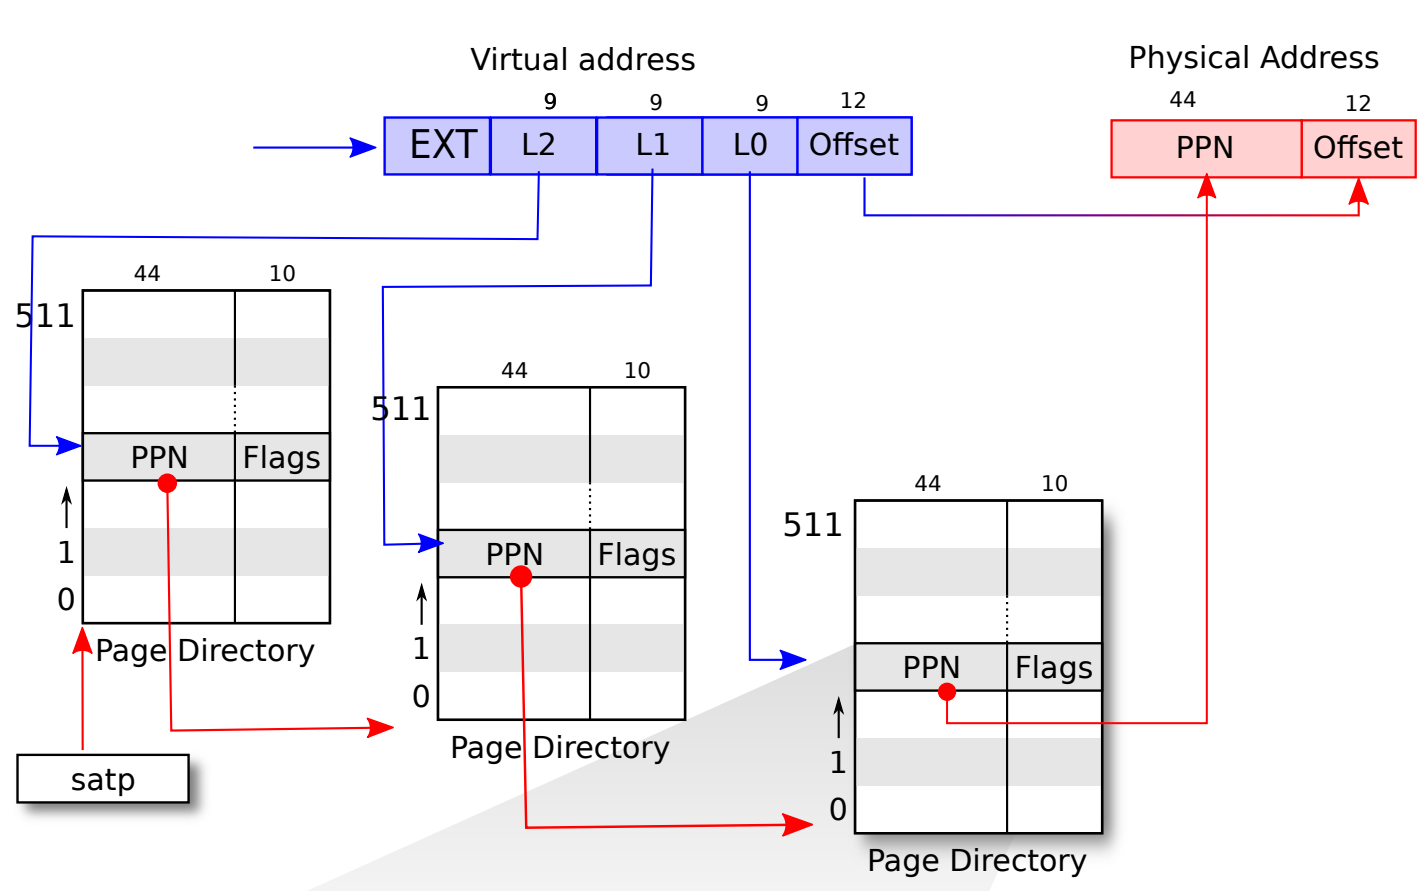 Virtual address
Physical Address
9 9 9 12
44 12
EXT L2 L1 L0 Offset
PPN Offset
44 10
511
PPN Flags
1
0
Page Directory
satp
44 10
511
PPN Flags
1
0
Page Directory
44 10
511
PPN Flags
1
0
Page Directory